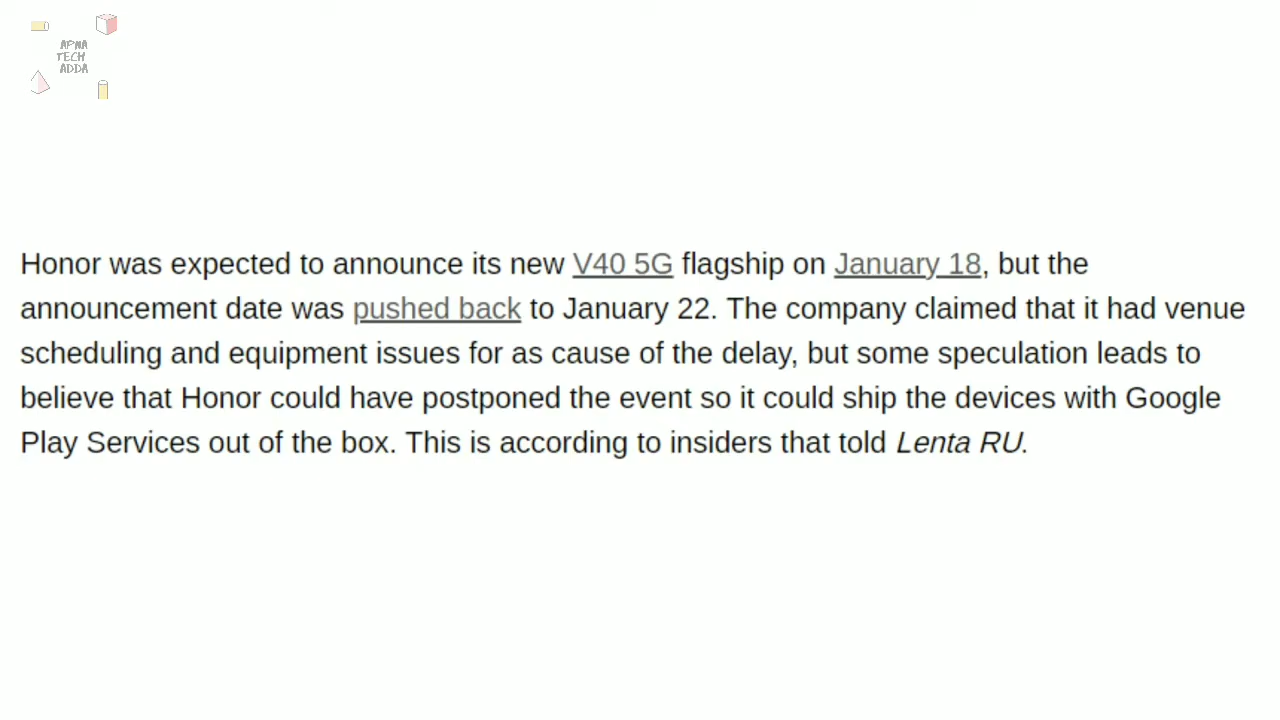 APNA
TECH
ADDA
Honor was expected to announce its new V40 5G flagship on January 18, but the
announcement date was pushed back to January 22. The company claimed that it had venue
scheduling and equipment issues for as cause of the delay, but some speculation leads to
believe that Honor could have postponed the event so it could ship the devices with Google
Play Services out of the box. This is according to insiders that told Lenta RU.